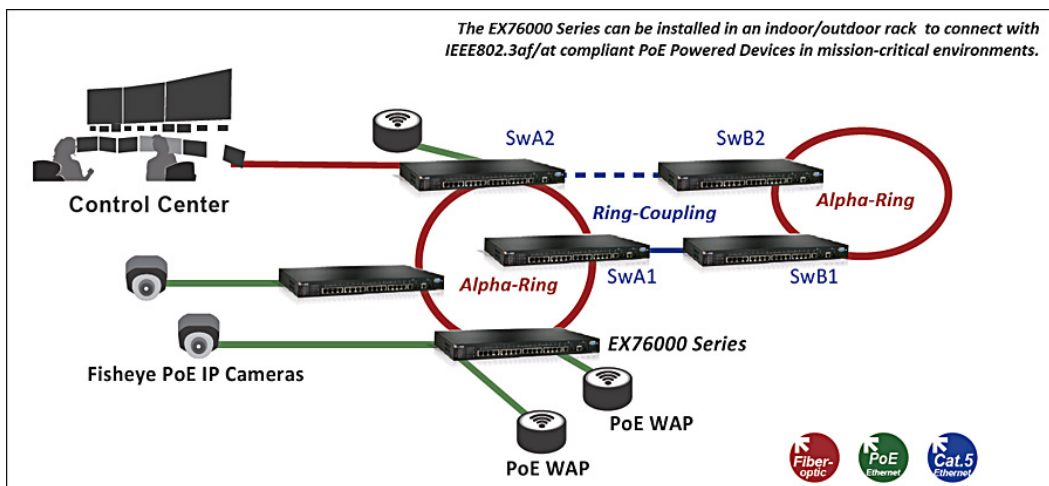 The EX76000 Series can be installed in an indoor/outdoor rack to connect with
IEEE802.3af/at compliant PoE Powered Devices in mission-critical environments.
SwA2
SwB2
Control Center
Ring-Coupling
Alpha-Ring
Alpha-Ring
SwA1
SwB1
EX76000 Series
Fisheye PoE IP Cameras
PoE WAP
PoE WAP
Fiber-
optic
PoE
Ethernet
Cat.5
Ethernet